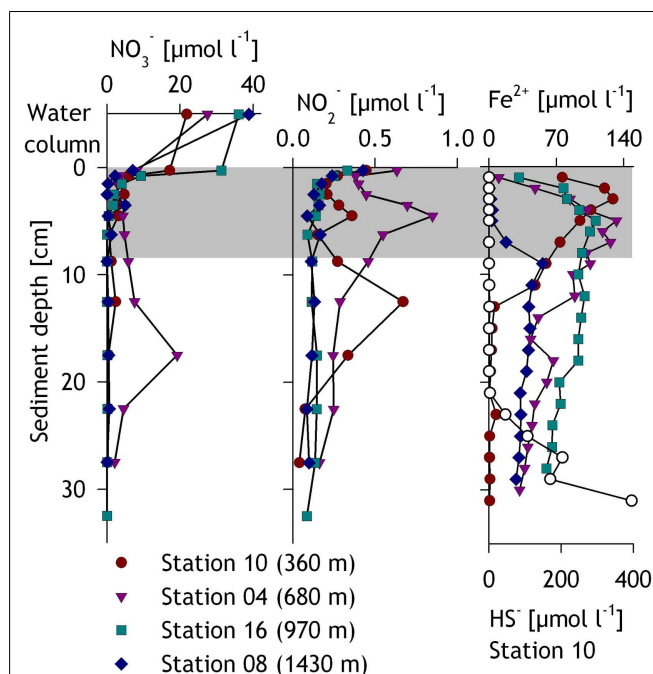 NO₃⁻ [µmol l⁻¹]
0 20 40
Water
column
NO₂⁻ [µmol l⁻¹]
0.0 0.5 1.0
Fe²⁺ [µmol l⁻¹]
0 70 140
Sediment depth [cm]
0
10
20
30
0 70 400
HS⁻ [µmol l⁻¹]
Station 10
Station 10 (360 m)
Station 04 (680 m)
Station 16 (970 m)
Station 08 (1430 m)